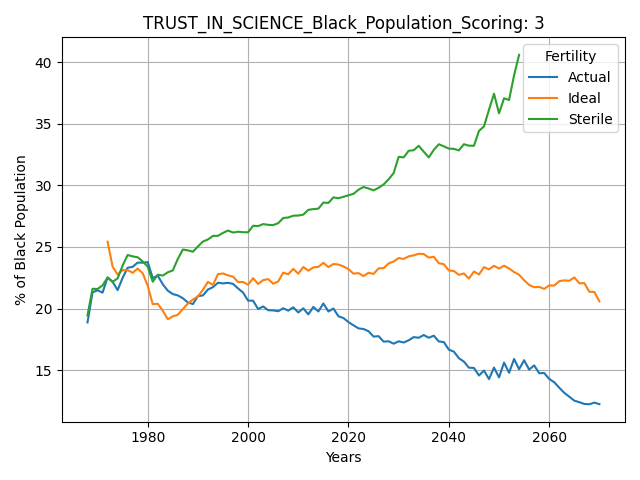 TRUST_IN_SCIENCE_Black_Population_Scoring: 3
Fertility
Actual
Ideal
Sterile
% of Black Population
40
35
30
25
20
15
1980
2000
2020
2040
2060
Years